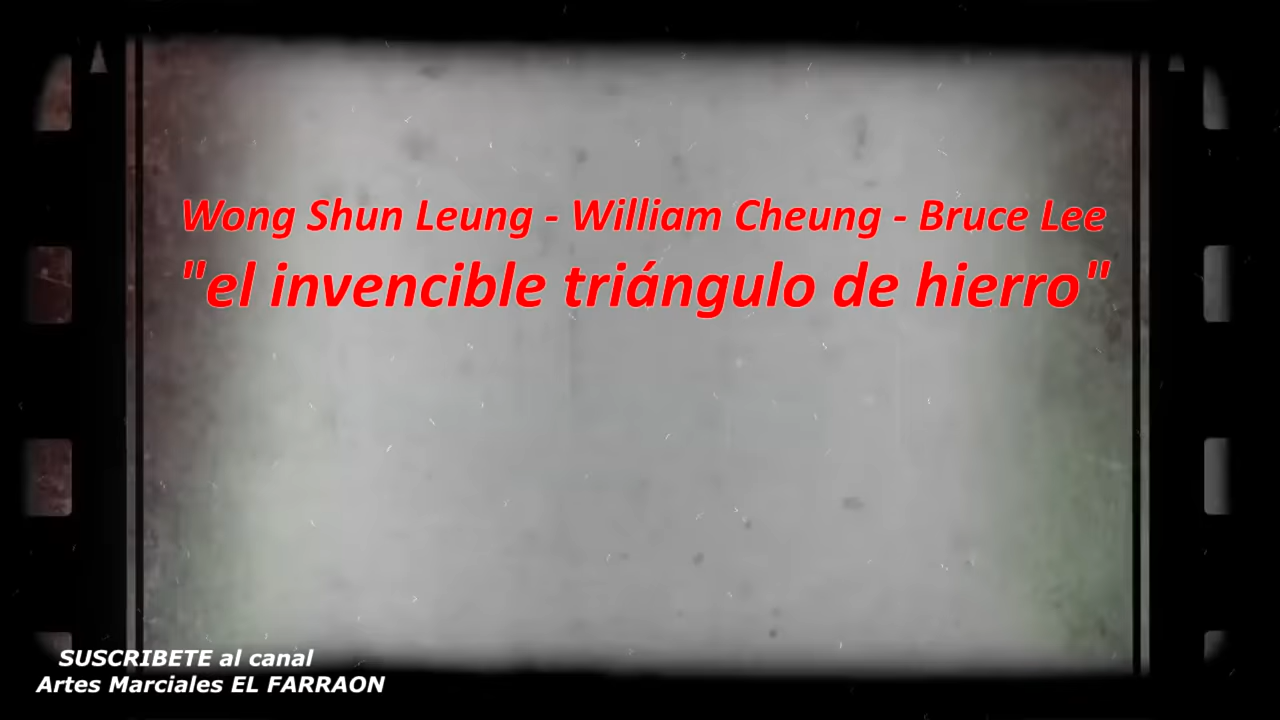 Wong Shun Leung - William Cheung - Bruce Lee
"el invencible triángulo de hierro"
SUSCRIBETE al canal
Artes Marciales EL FARRAON